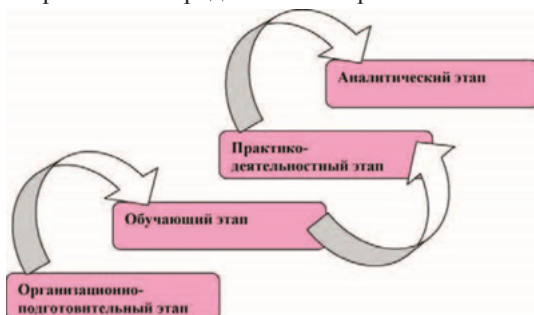 Аналитический этап
Практико-
деятельностный этап
Обучающий этап
Организационно-
подготовительный этап